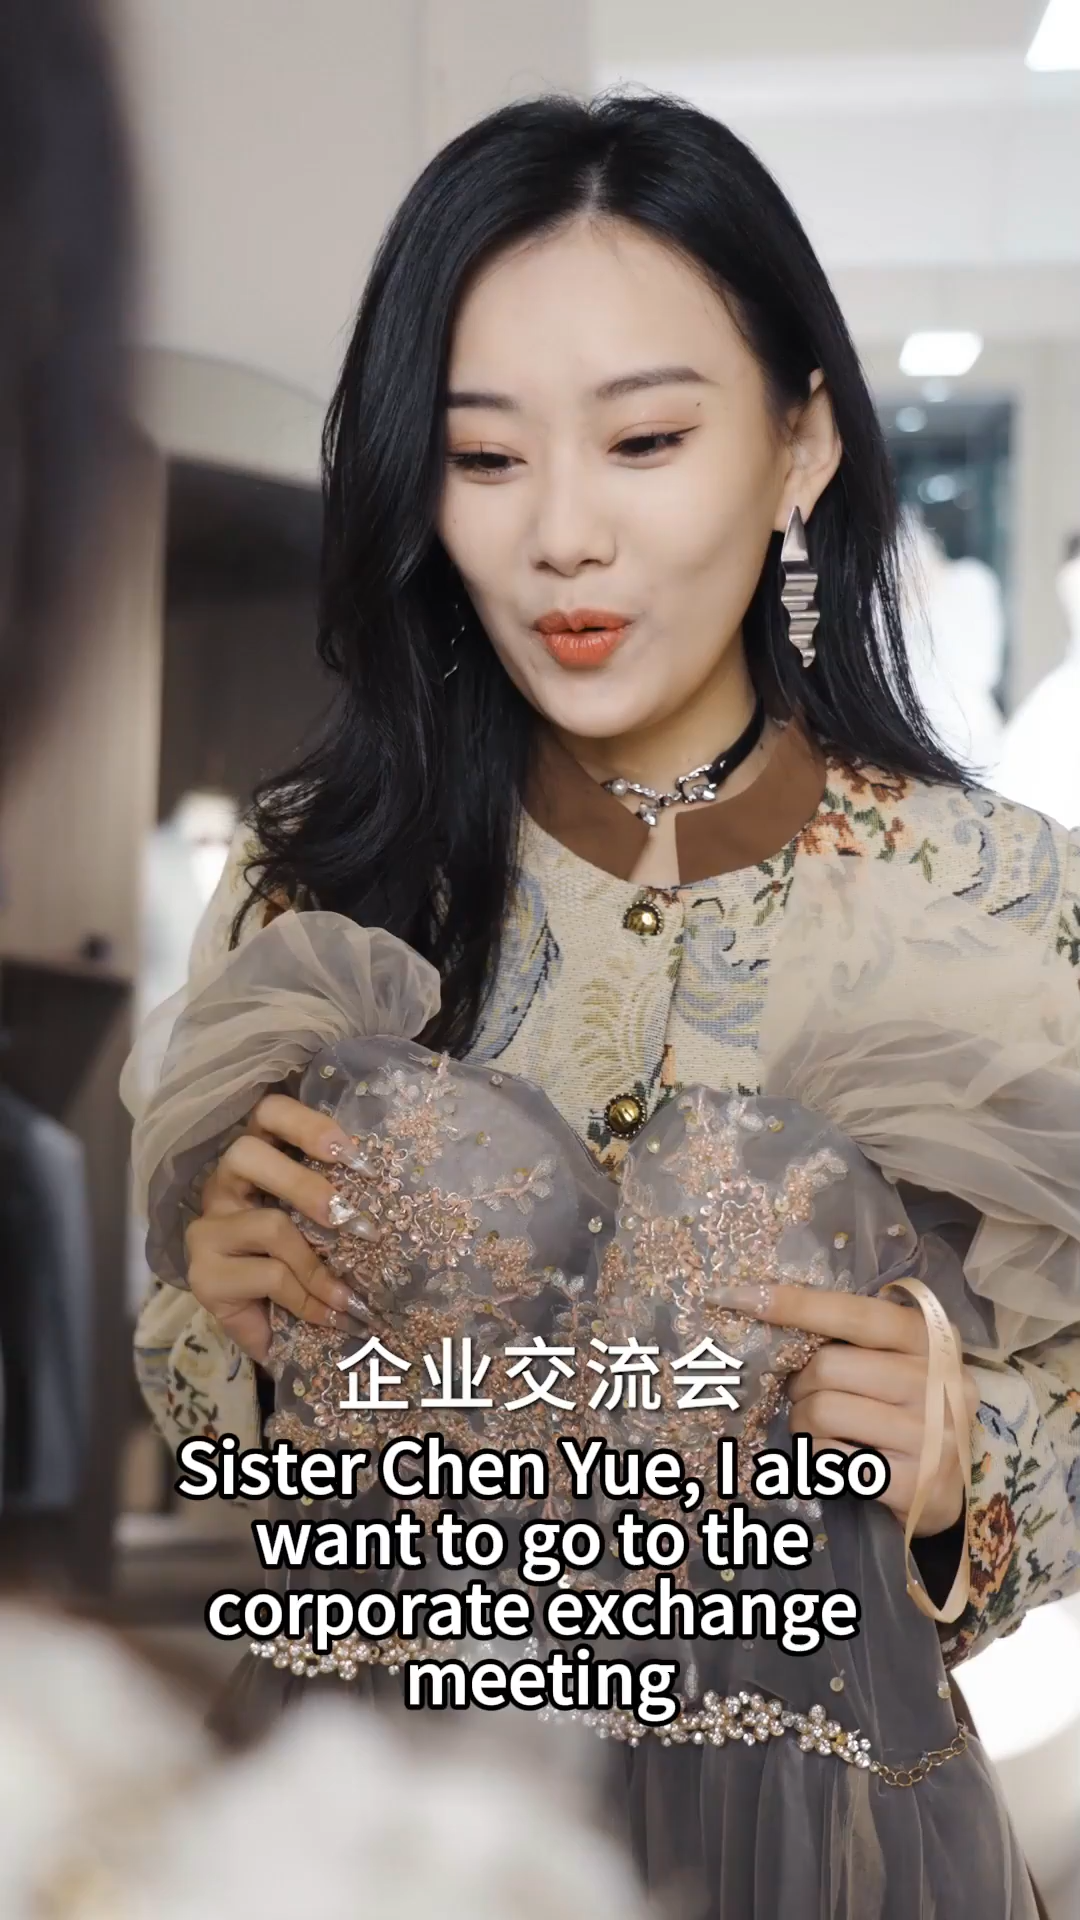 企业交流会
Sister Chen Yue, I also
want to go to the
corporate exchange
meeting